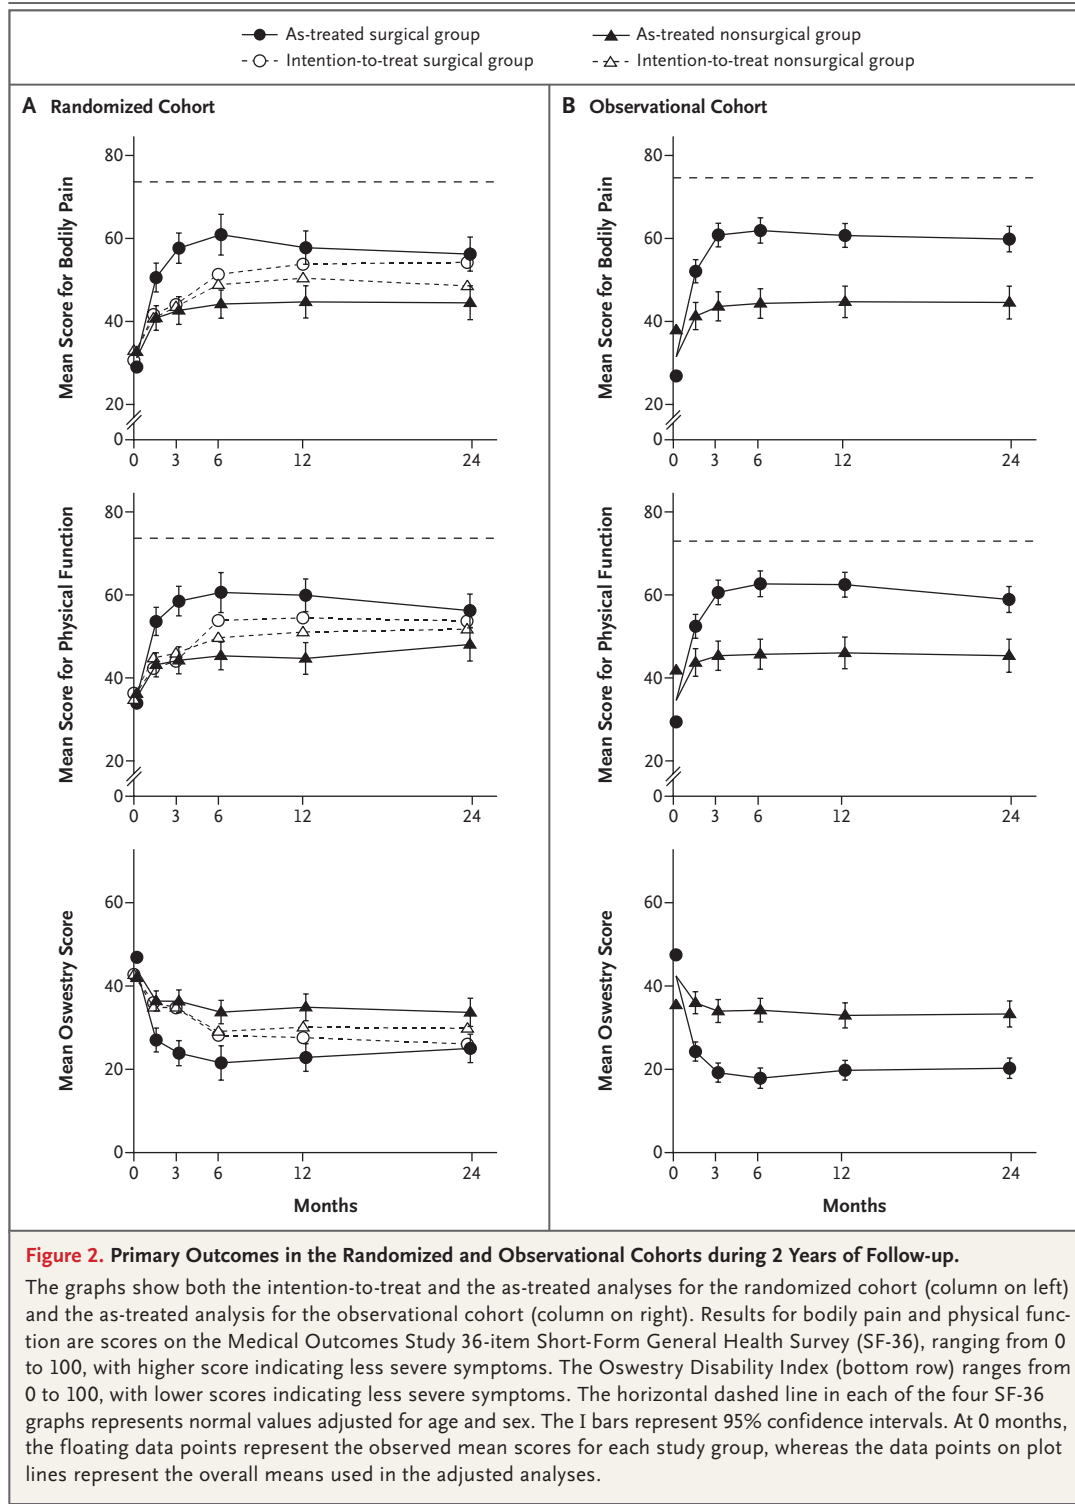 As-treated surgical group
As-treated nonsurgical group
Intention-to-treat surgical group
Intention-to-treat nonsurgical group
A Randomized Cohort
Mean Score for Bodily Pain
80
60
40
20
0
0 3 6 12 24
Mean Score for Physical Function
80
60
40
20
0
0 3 6 12 24
Mean Oswestry Score
60
40
20
0
0 3 6 12 24
Months
B Observational Cohort
Mean Score for Bodily Pain
80
60
40
20
0
0 3 6 12 24
Mean Score for Physical Function
80
60
40
20
0
0 3 6 12 24
Mean Oswestry Score
60
40
20
0
0 3 6 12 24
Months
Figure 2. Primary Outcomes in the Randomized and Observational Cohorts during 2 Years of Follow-up.
The graphs show both the intention-to-treat and the as-treated analyses for the randomized cohort (column on left)
and the as-treated analysis for the observational cohort (column on right). Results for bodily pain and physical func-
tion are scores on the Medical Outcomes Study 36-item Short-Form General Health Survey (SF-36), ranging from 0
to 100, with higher score indicating less severe symptoms. The Oswestry Disability Index (bottom row) ranges from
0 to 100, with lower scores indicating less severe symptoms. The horizontal dashed line in each of the four SF-36
graphs represents normal values adjusted for age and sex. The I bars represent 95% confidence intervals. At 0 months,
the floating data points represent the observed mean scores for each study group, whereas the data points on plot
lines represent the overall means used in the adjusted analyses.